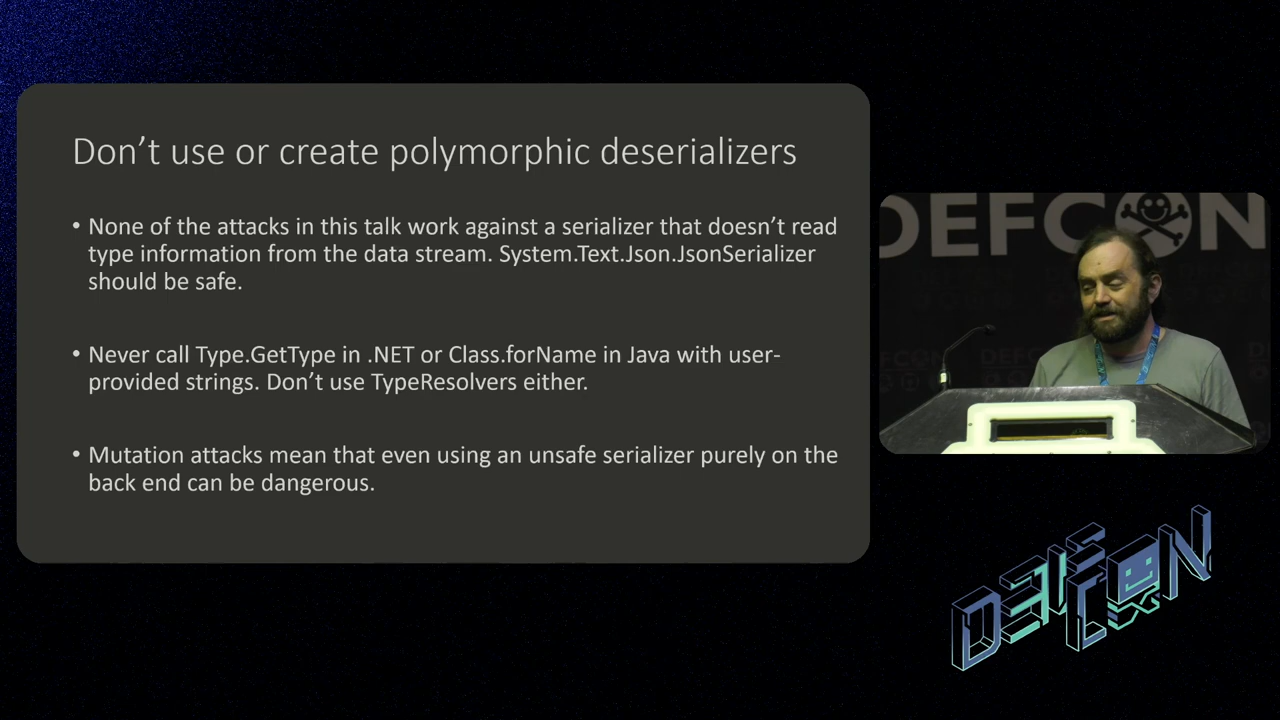 Don’t use or create polymorphic deserializers
• None of the attacks in this talk work against a serializer that doesn’t read
type information from the data stream. System.Text.Json.JsonSerializer
should be safe.
• Never call Type.GetType in .NET or Class.forName in Java with user-
provided strings. Don’t use TypeResolvers either.
• Mutation attacks mean that even using an unsafe serializer purely on the
back end can be dangerous.
DEFCON
DEFCON
DEF CON